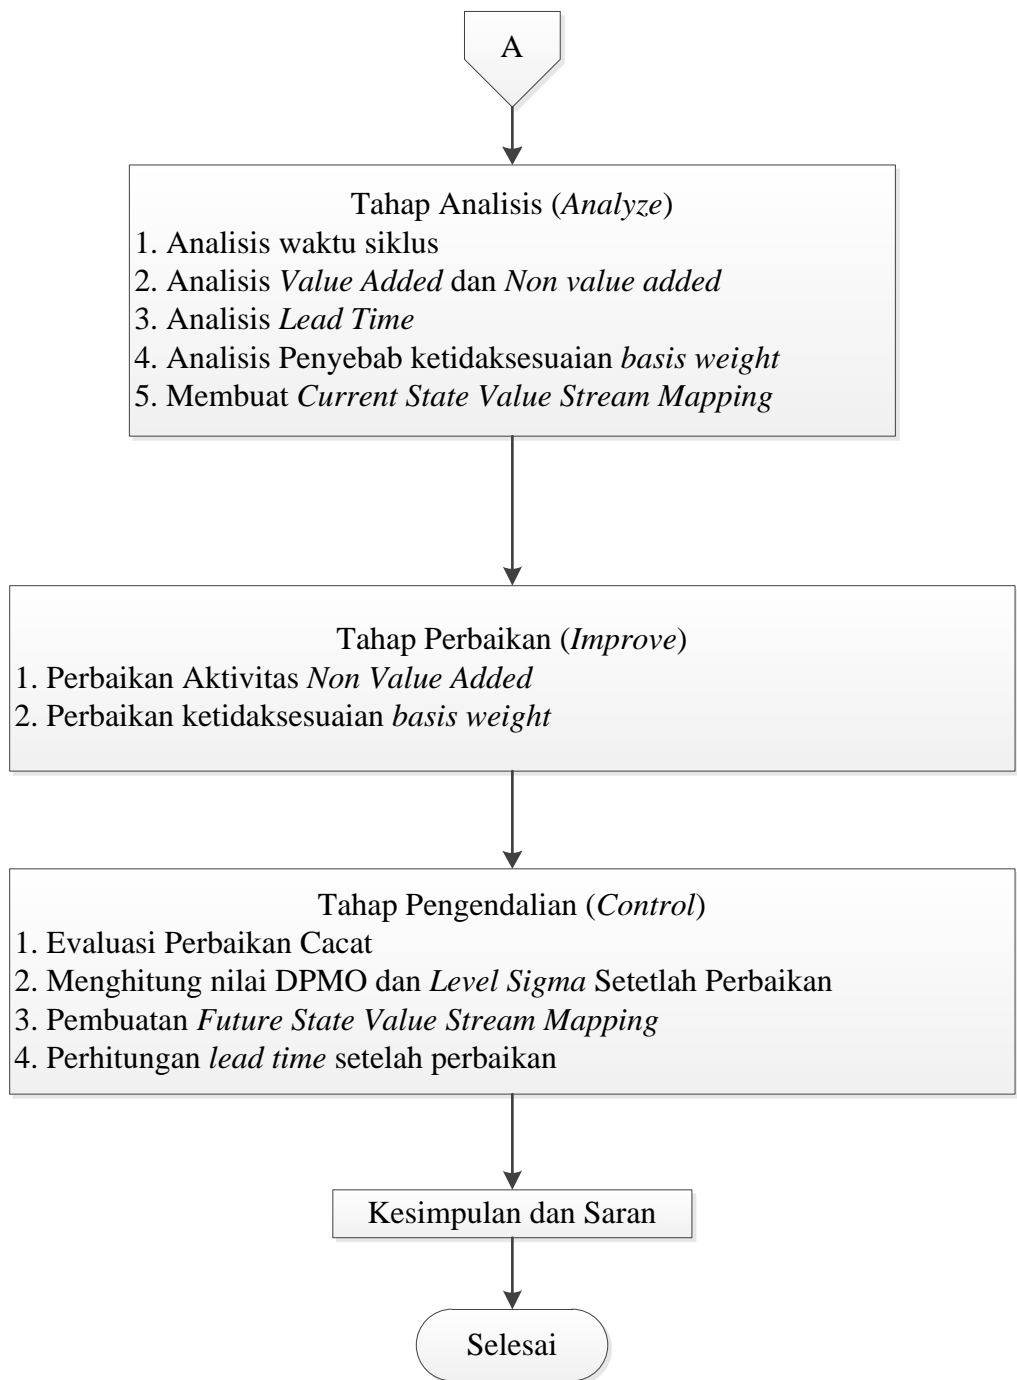 A
Tahap Analisis (Analyze)
1. Analisis waktu siklus
2. Analisis Value Added dan Non value added
3. Analisis Lead Time
4. Analisis Penyebab ketidaksesuaian basis weight
5. Membuat Current State Value Stream Mapping
Tahap Perbaikan (Improve)
1. Perbaikan Aktivitas Non Value Added
2. Perbaikan ketidaksesuaian basis weight
Tahap Pengendalian (Control)
1. Evaluasi Perbaikan Cacat
2. Menghitung nilai DPMO dan Level Sigma Setetlah Perbaikan
3. Pembuatan Future State Value Stream Mapping
4. Perhitungan lead time setelah perbaikan
Kesimpulan dan Saran
Selesai